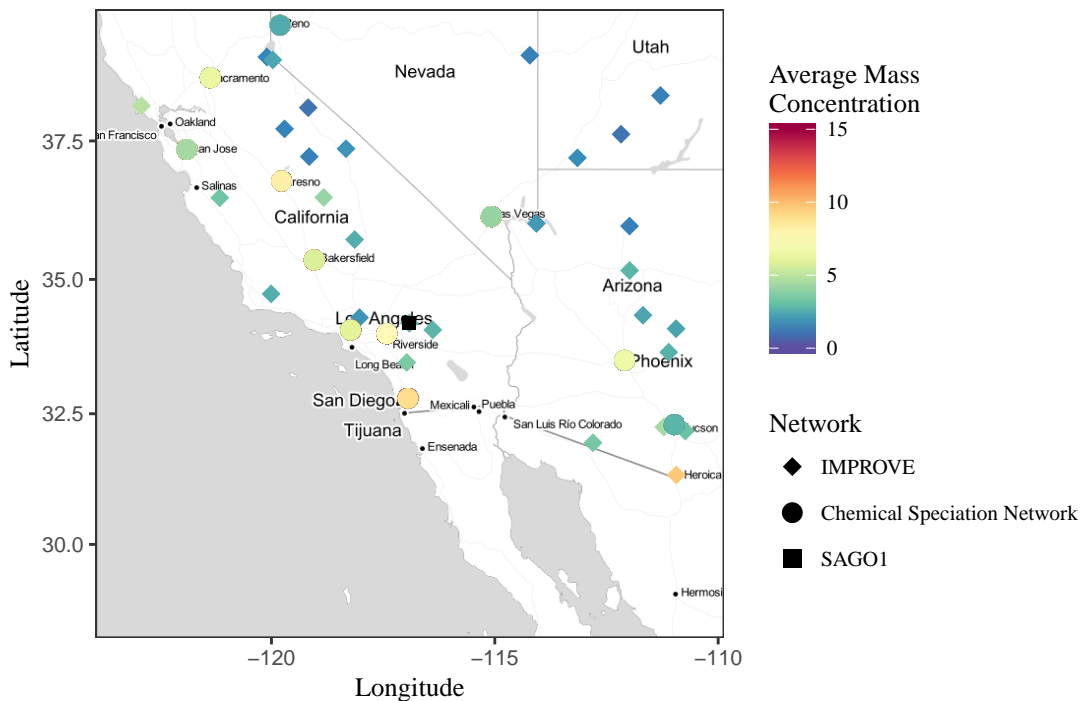 Reno
Utah
Nevada
Sacramento
Oakland
an Francisco
an Jose
Salinas
resno
California
as Vegas
Bakersfield
Arizona
Los Angeles
Riverside
Long Beach
Phoenix
San Diego
Mexicali
Puebla
San Luis Río Colorado
Tijuana
Ensenada
ucson
Heroica
Hermosi
37.5
35.0
32.5
30.0
Latitude
−120
−115
−110
Longitude
Average Mass
Concentration
15
10
5
0
Network
IMPROVE
Chemical Speciation Network
SAGO1